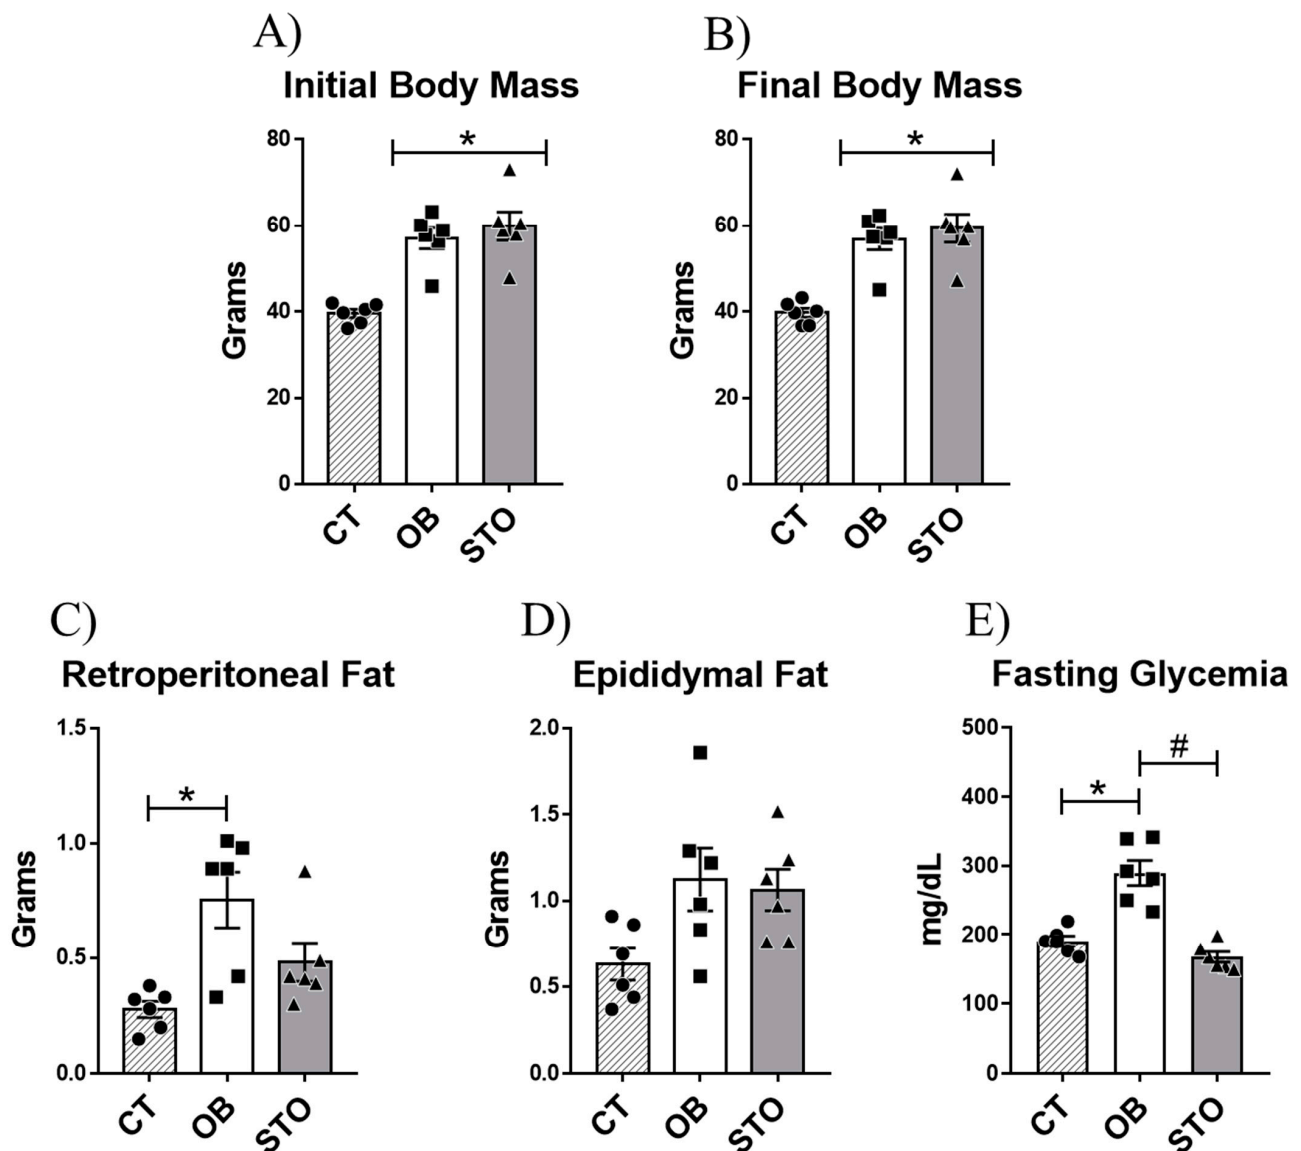 A)
Initial Body Mass
80
60
40
20
0
Grams
*
CT
OB
STO
B)
Final Body Mass
80
60
40
20
0
Grams
*
CT
OB
STO
C)
Retroperitoneal Fat
1.5
1.0
0.5
0.0
Grams
*
CT
OB
STO
D)
Epididymal Fat
2.0
1.5
1.0
0.5
0.0
Grams
CT
OB
STO
E)
Fasting Glycemia
500
400
300
200
100
0
mg/dL
*
#
CT
OB
STO